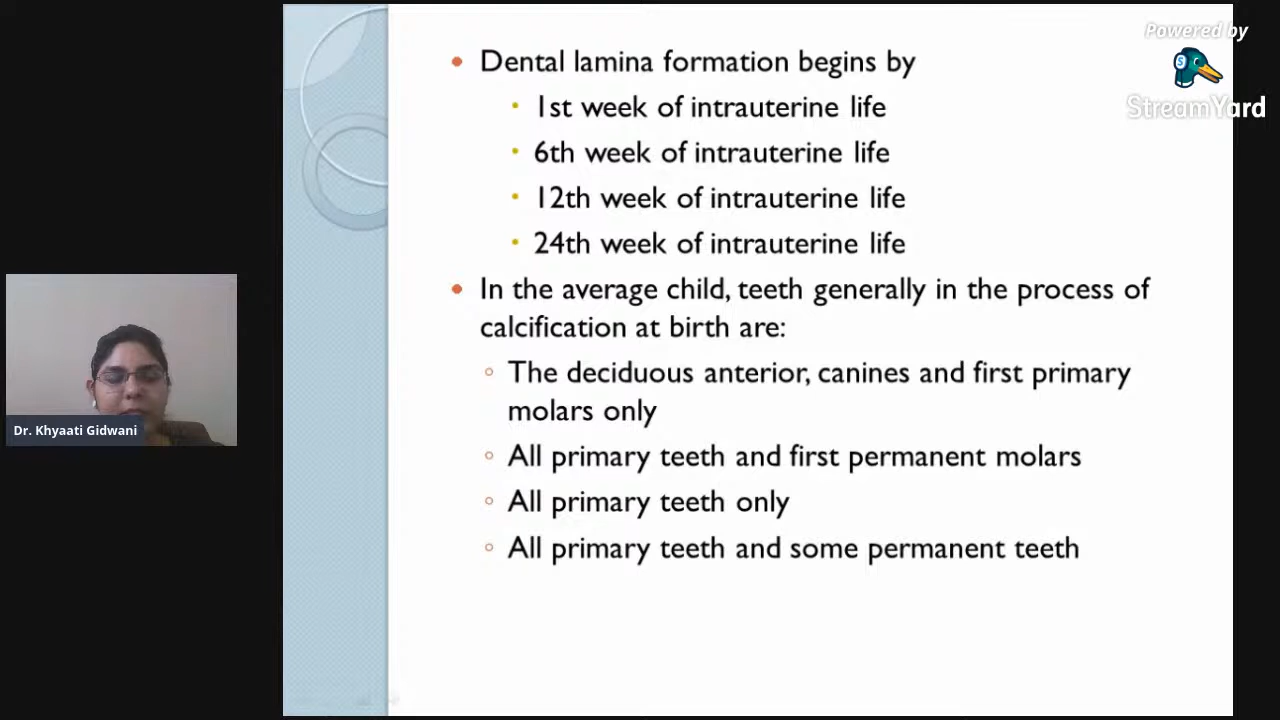 Powered by
StreamYard
Dental lamina formation begins by
1st week of intrauterine life
6th week of intrauterine life
12th week of intrauterine life
24th week of intrauterine life
In the average child, teeth generally in the process of
calcification at birth are:
The deciduous anterior, canines and first primary
molars only
All primary teeth and first permanent molars
All primary teeth only
All primary teeth and some permanent teeth
Dr. Khyaati Gidwani